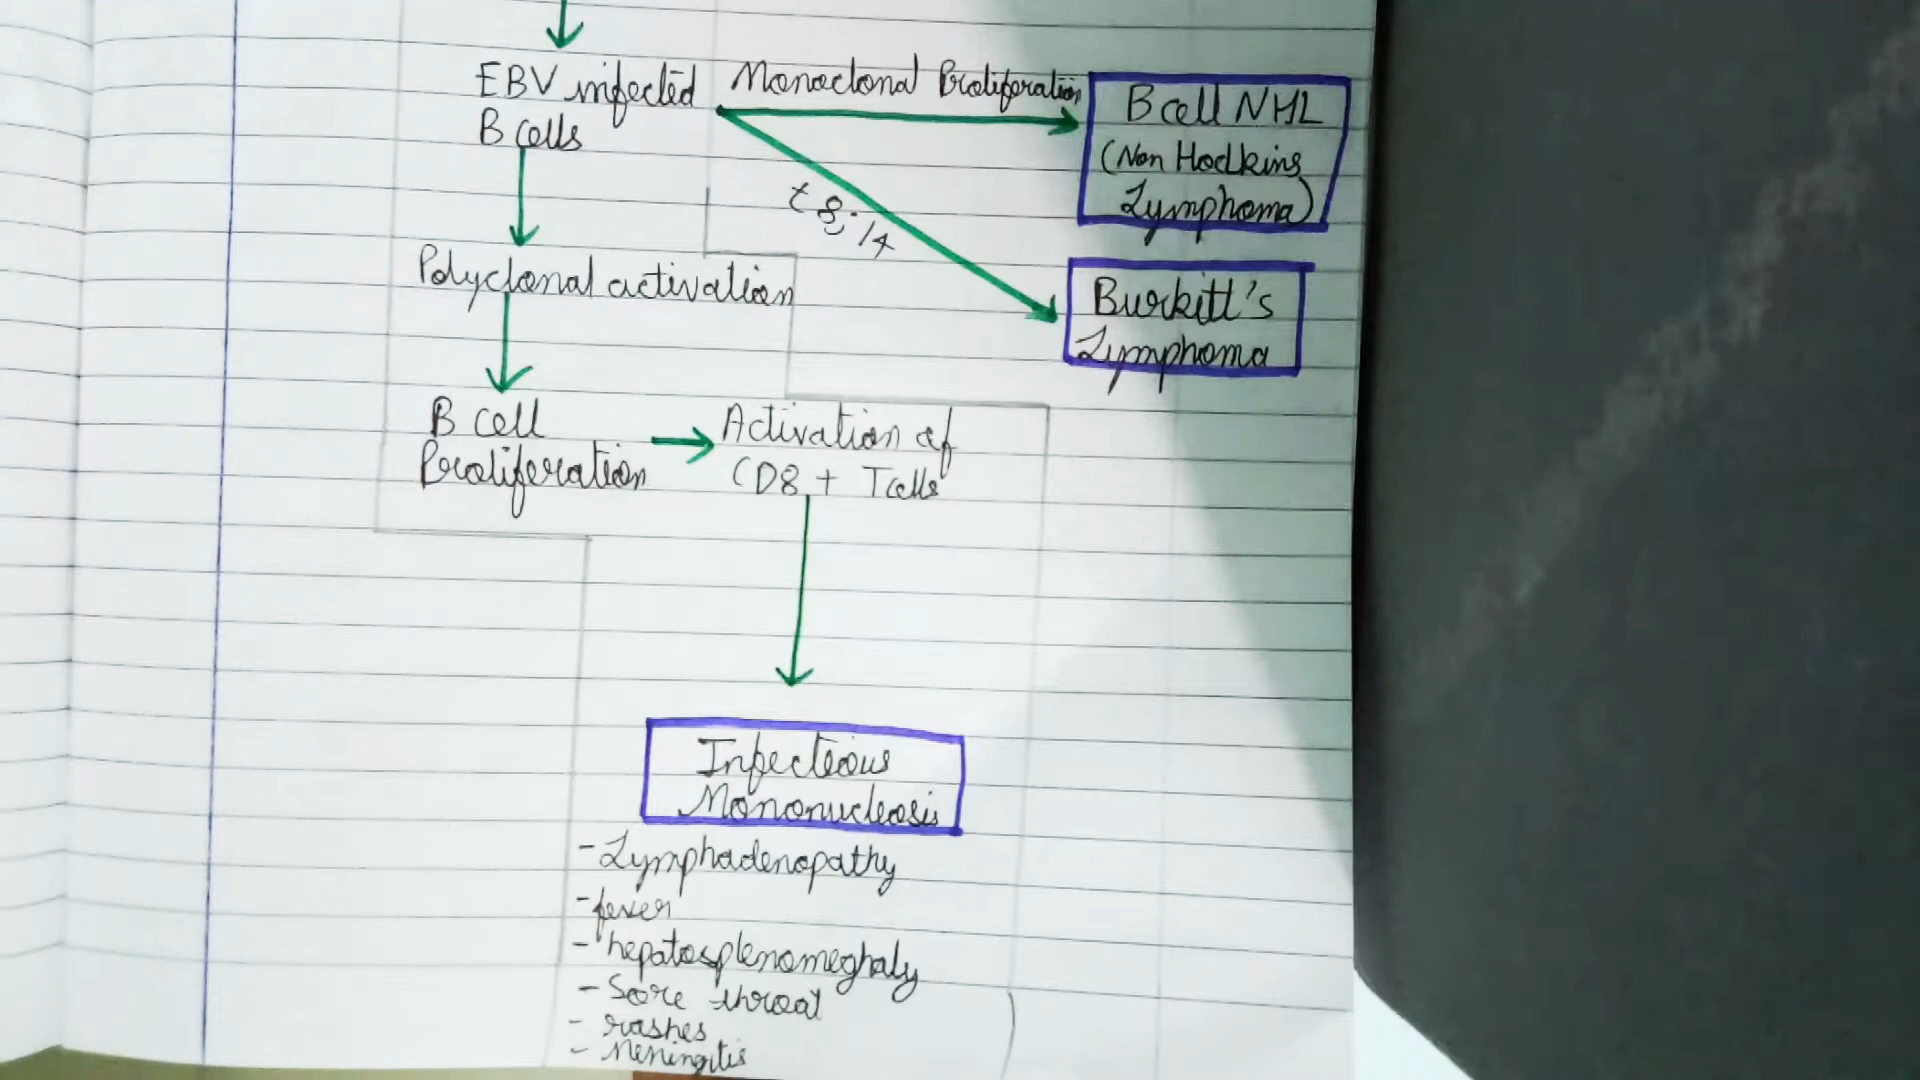 EBV infected
B cells
Monoclonal Proliferation
B cell NHL
(Non Hodkins
Lymphoma)
t 8;14
Burkitt's
Lymphoma
Polyclonal activation
B cell
Proliferation
Activation of
CD8 + T cells
Infectious
Mononucleosis
- Lymphadenopathy
- fever
- hepatosplenomeghaly
- Sore throat
- rashes
- Meningitis